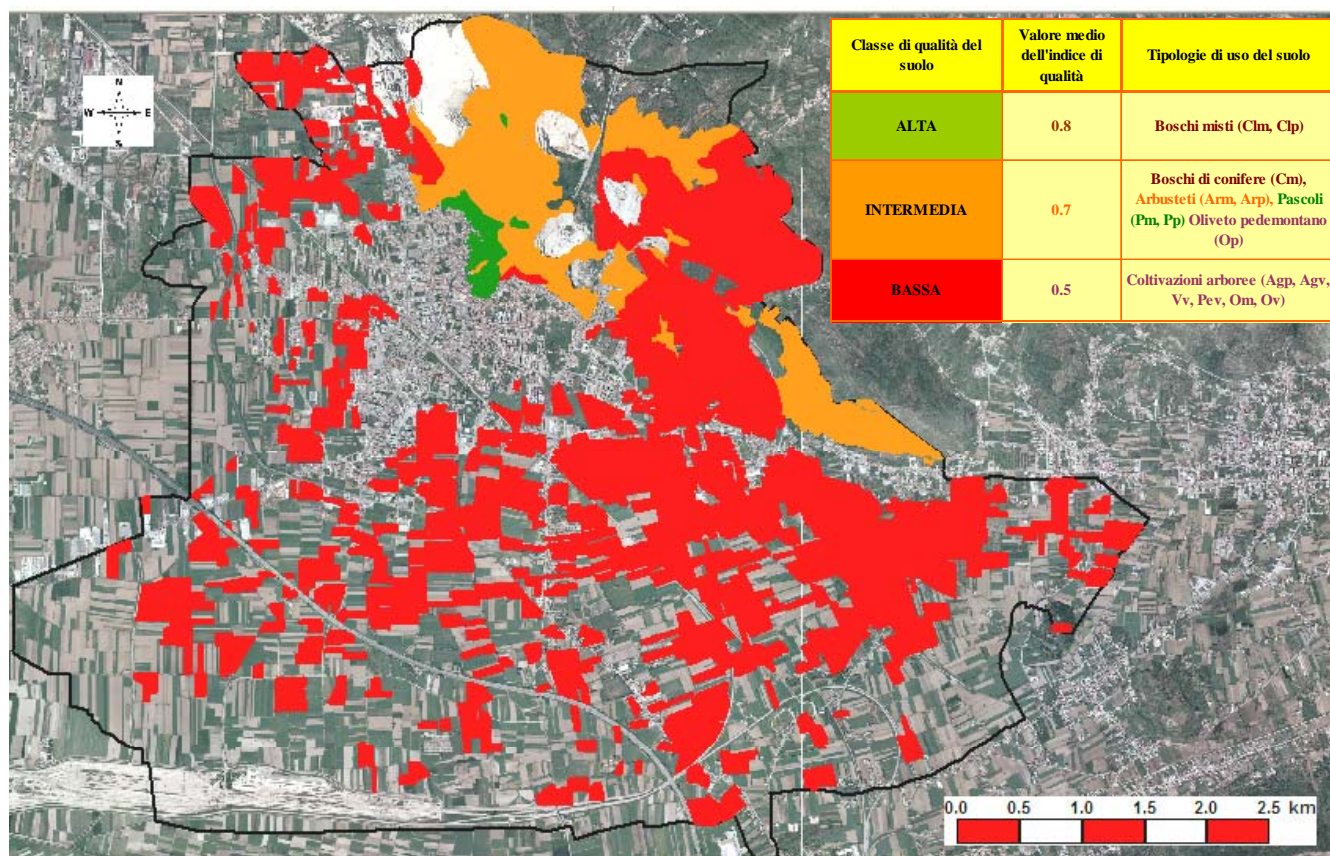 Classe di qualità del
suolo
Valore medio
dell'indice di
qualità
Tipologie di uso del suolo
ALTA
0.8
Boschi misti (Clm, Clp)
INTERMEDIA
0.7
Boschi di conifere (Cm),
Arbusteti (Arm, Arp), Pascoli
(Pm, Pp) Oliveto pedemontano
(Op)
BASSA
0.5
Coltivazioni arboree (Agp, Agv,
Vv, Pev, Om, Ov)
N
W E
S
0.0 0.5 1.0 1.5 2.0 2.5 km